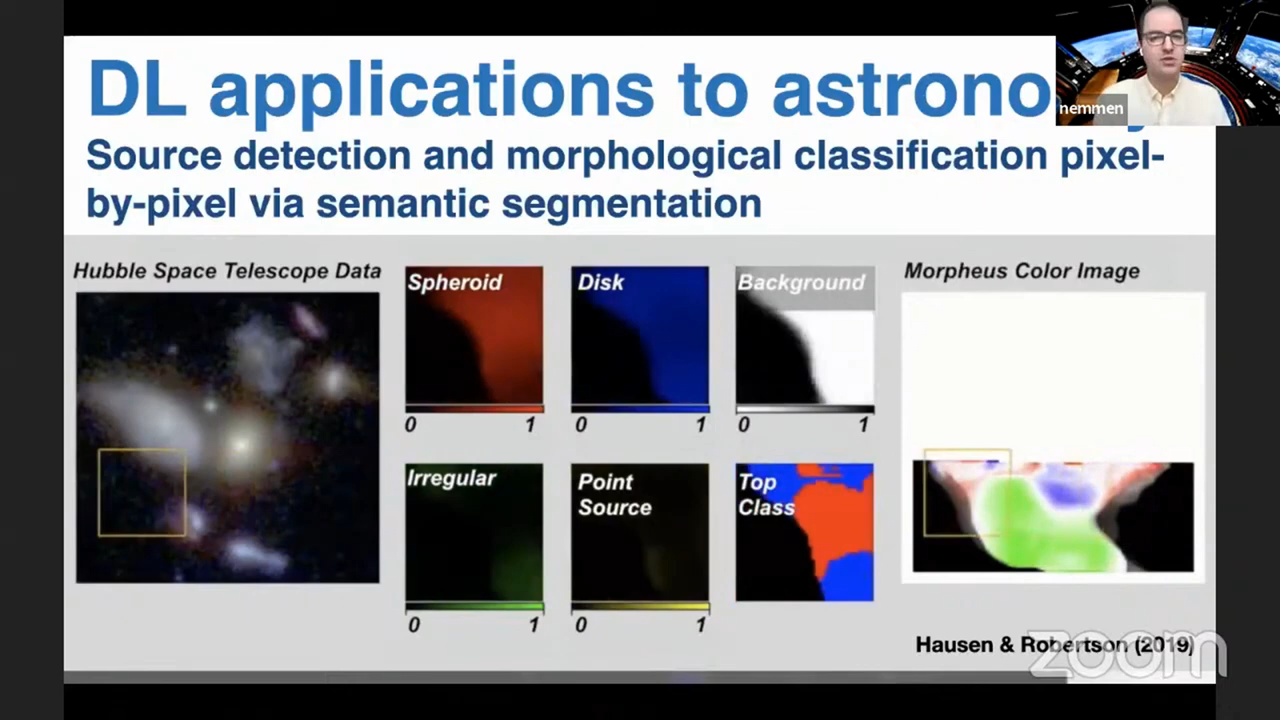 DL applications to astrono
nemmen
Source detection and morphological classification pixel-
by-pixel via semantic segmentation
Hubble Space Telescope Data
Spheroid
Disk
Background
Morpheus Color Image
0 1
0 1
0 1
Irregular
Point
Source
Top
Class
0 1
0 1
Hausen & Robertson (2019)
zoom